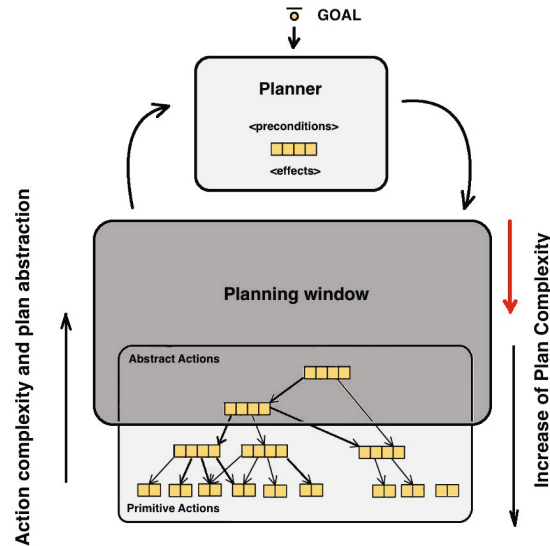 GOAL
Planner
<preconditions>
<effects>
Planning window
Abstract Actions
Primitive Actions
Action complexity and plan abstraction
Increase of Plan Complexity